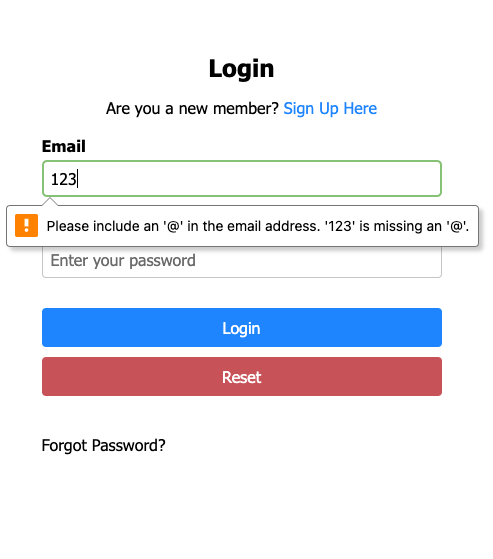 Login
Are you a new member? Sign Up Here
Email
123
Please include an '@' in the email address. '123' is missing an '@'.
Enter your password
Login
Reset
Forgot Password?